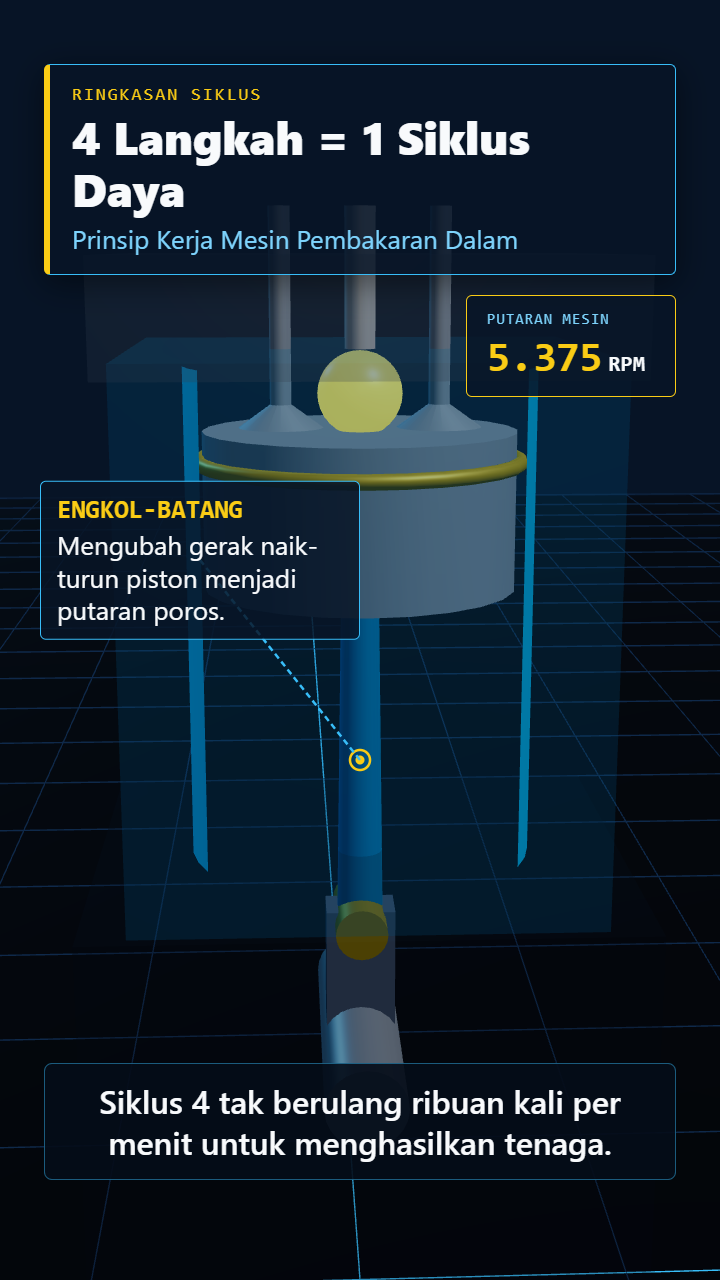 RINGKASAN SIKLUS
4 Langkah = 1 Siklus
Daya
Prinsip Kerja Mesin Pembakaran Dalam
PUTARAN MESIN
5.375 RPM
ENGKOL-BATANG
Mengubah gerak naik-
turun piston menjadi
putaran poros.
Siklus 4 tak berulang ribuan kali per
menit untuk menghasilkan tenaga.